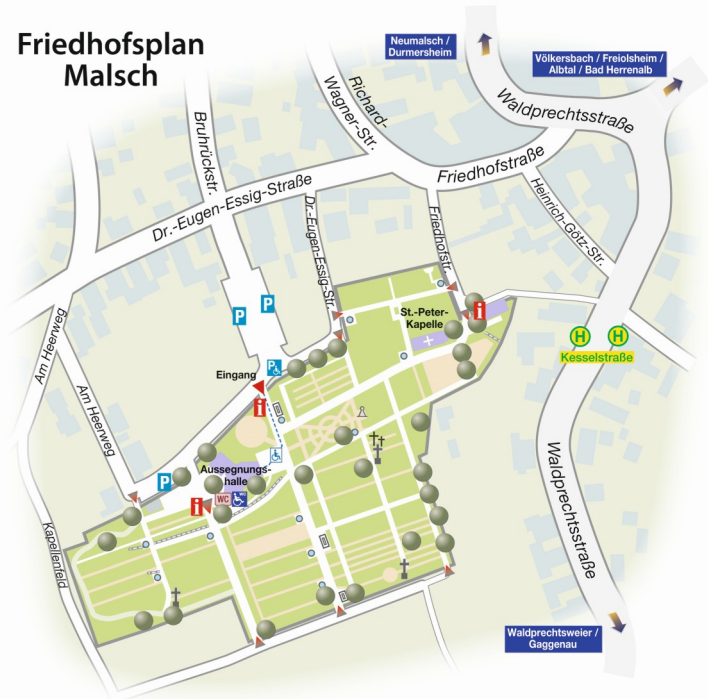 Friedhofsplan
Malsch
Neumalsch /
Durmersheim
Völkersbach / Freiolsheim /
Albtal / Bad Herrenalb
Waldprechtsstraße
Richard-
Wagner-Str.
Bruhrückstr.
Friedhofstraße
Dr.-Eugen-Essig-Straße
Heinrich-Götz-Str.
Dr.-Eugen-Essig-Str.
Friedhofstr.
Am Heerweg
P
P
St.-Peter-
Kapelle
i
H
H
Kesselstraße
P
Eingang
i
Am Heerweg
P
Aussegnungs-
halle
i
WC
Kapellenfeld
Waldprechtsstraße
Waldprechtsweier /
Gaggenau